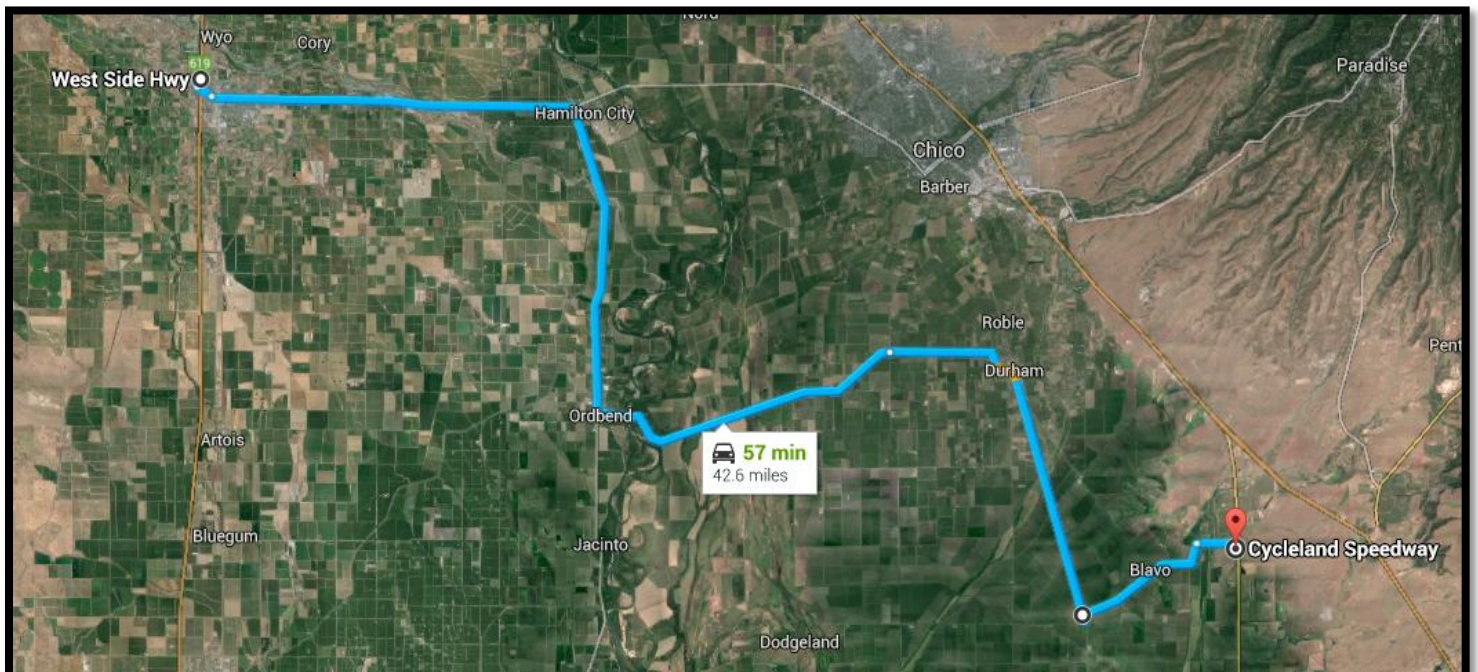 Nord
Wyo
Cory
619
West Side Hwy
Paradise
Hamilton City
Chico
Barber
Roble
Pent
Durham
Ordbend
Artois
57 min
42.6 miles
Bluegum
Jacinto
Cycleland Speedway
Blavo
Dodgeland